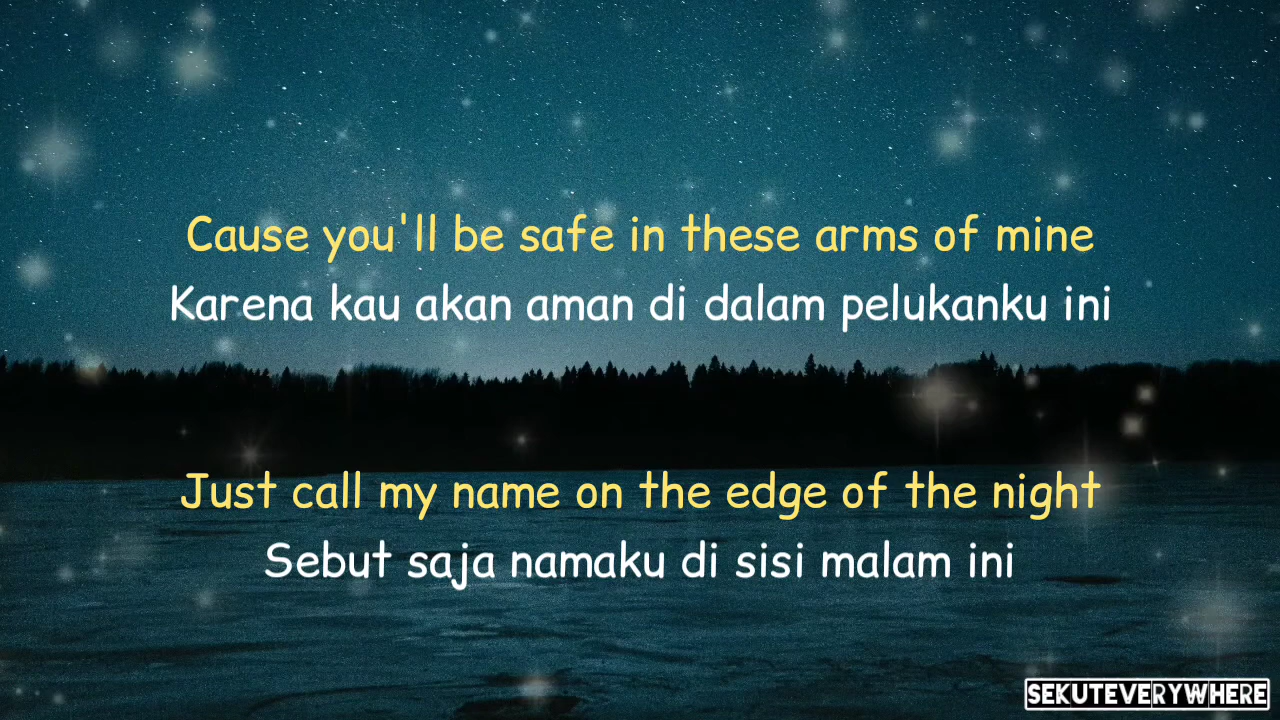 Cause you'll be safe in these arms of mine
Karena kau akan aman di dalam pelukanku ini
Just call my name on the edge of the night
Sebut saja namaku di sisi malam ini
SEKUTEVERYWHERE